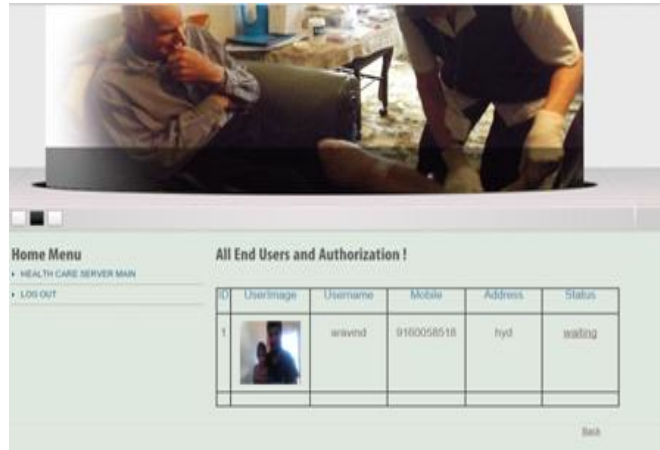 Home Menu
HEALTH CARE SERVER MAIN
LOG OUT
All End Users and Authorization !
ID UserImage Username Mobile Address Status
1 aravind 9160058518 hyd waiting
Back